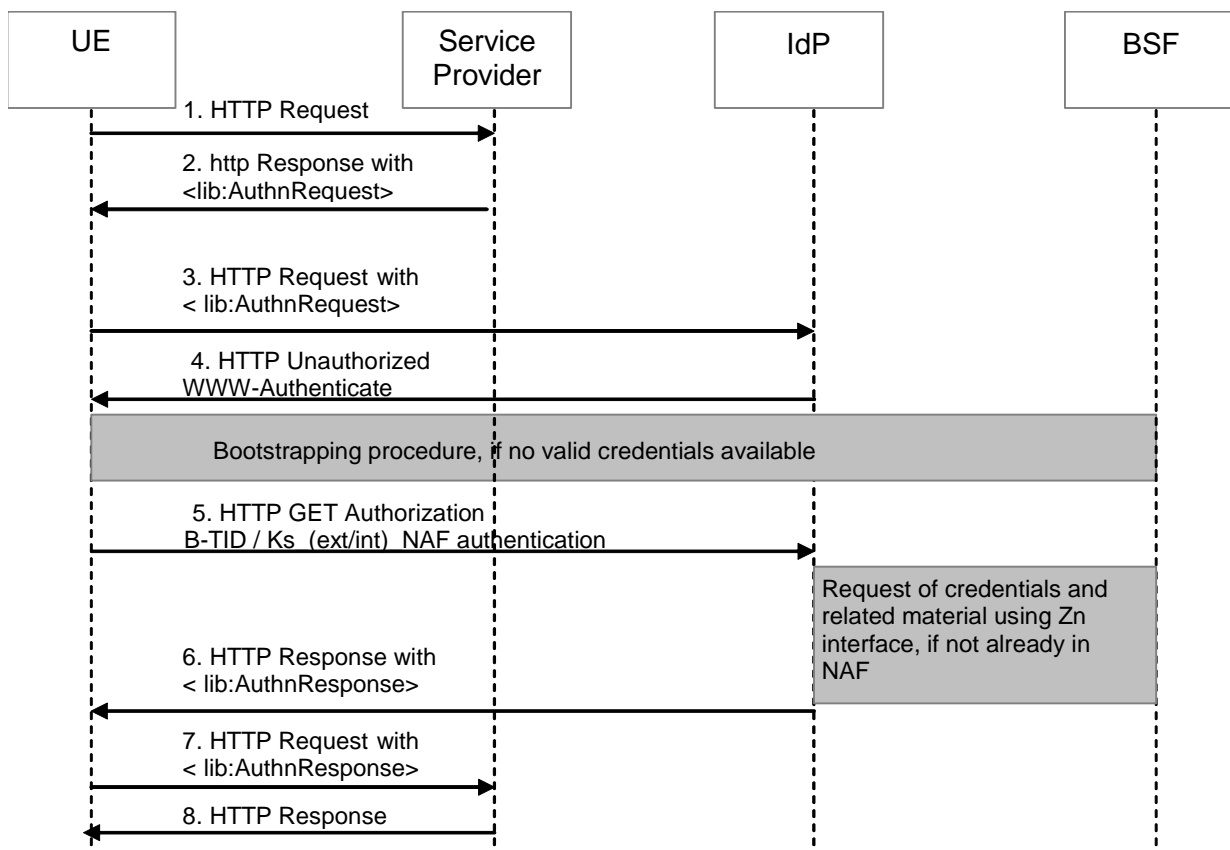 UE
Service
Provider
IdP
BSF
1. HTTP Request
2. http Response with
<lib:AuthnRequest>
3. HTTP Request with
< lib:AuthnRequest>
4. HTTP Unauthorized
WWW-Authenticate
Bootstrapping procedure, if no valid credentials available
5. HTTP GET Authorization
B-TID / Ks_(ext/int)_NAF authentication
Request of credentials and
related material using Zn
interface, if not already in
NAF
6. HTTP Response with
< lib:AuthnResponse>
7. HTTP Request with
< lib:AuthnResponse>
8. HTTP Response